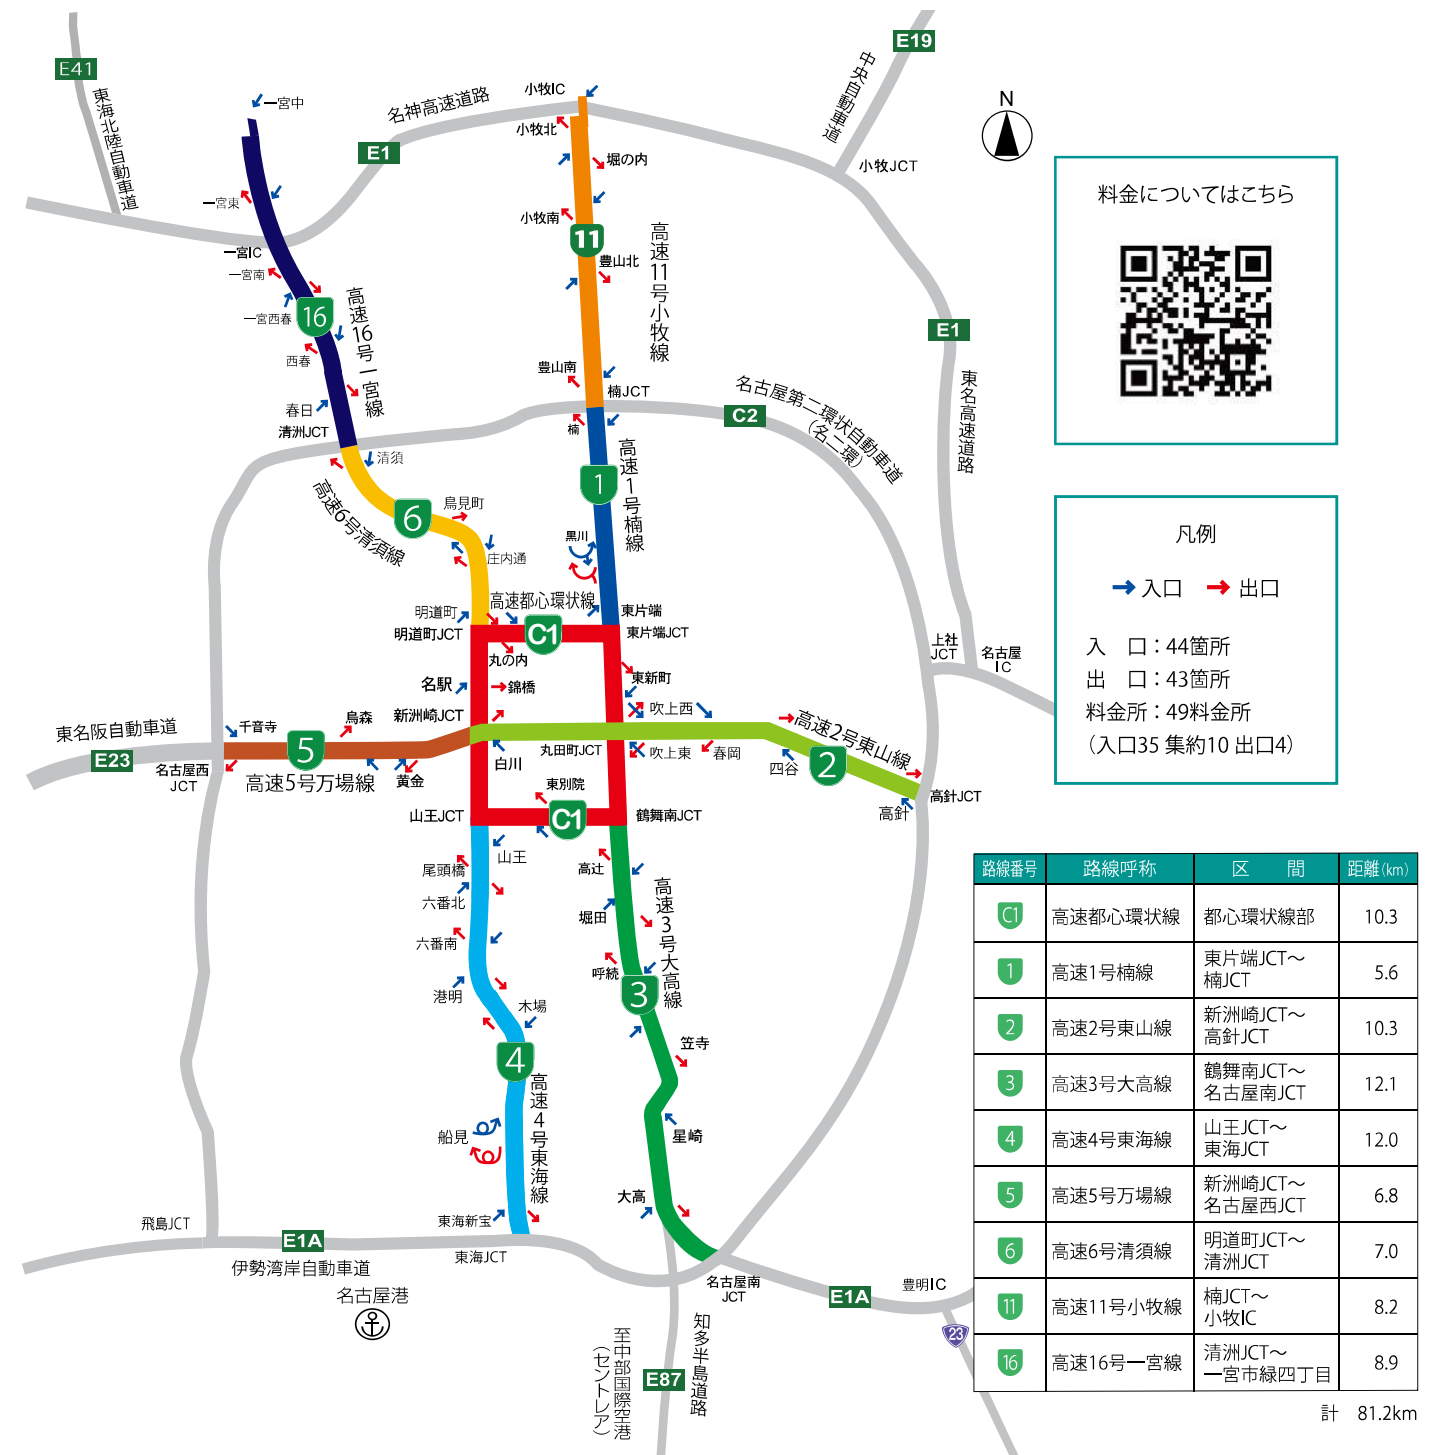 E19
E41
一宮中
小牧IC
名神高速道路
中央自動車道
N
東海北陸自動車道
小牧北
E1
堀の内
小牧JCT
料金についてはこちら
一宮東
小牧南
11
高速11号小牧線
一宮IC
豊山北
一宮南
16
一宮西春
高速16号一宮線
E1
西春
豊山南
東名高速道路
楠JCT
名古屋第二環状自動車道
(名二環)
春日
C2
清洲JCT
楠
清須
高速1号楠線
1
高速6号清須線
鳥見町
6
黒川
凡例
庄内通
入口
出口
高速都心環状線
明道町
東片端
明道町JCT
C1
東片端JCT
上社
JCT
名古屋
IC
入 口：44箇所
出 口：43箇所
料金所：49料金所
(入口35 集約10 出口4)
丸の内
東新町
名駅
錦橋
吹上西
新洲崎JCT
高速2号東山線
東名阪自動車道
千音寺
烏森
E23
5
丸田町JCT
吹上東
春岡
白川
四谷
2
名古屋西
JCT
高速5号万場線
黄金
東別院
高針JCT
高針
山王JCT
C1
鶴舞南JCT
山王
尾頭橋
高辻
六番北
堀田
高速3号大高線
六番南
呼続
港明
木場
3
笠寺
4
高速4号東海線
船見
星崎
大高
飛島JCT
東海新宝
E1A
東海JCT
伊勢湾岸自動車道
名古屋南
JCT
豊明IC
E1A
名古屋港
23
知多半島道路
至中部国際空港
(セントレア)
E87
路線番号 路線呼称 区 間 距離(km)
C1 高速都心環状線 都心環状線部 10.3
1 高速1号楠線 東片端JCT～
楠JCT 5.6
2 高速2号東山線 新洲崎JCT～
高針JCT 10.3
3 高速3号大高線 鶴舞南JCT～
名古屋南JCT 12.1
4 高速4号東海線 山王JCT～
東海JCT 12.0
5 高速5号万場線 新洲崎JCT～
名古屋西JCT 6.8
6 高速6号清須線 明道町JCT～
清洲JCT 7.0
11 高速11号小牧線 楠JCT～
小牧IC 8.2
16 高速16号一宮線 清洲JCT～
一宮市緑四丁目 8.9
計 81.2km